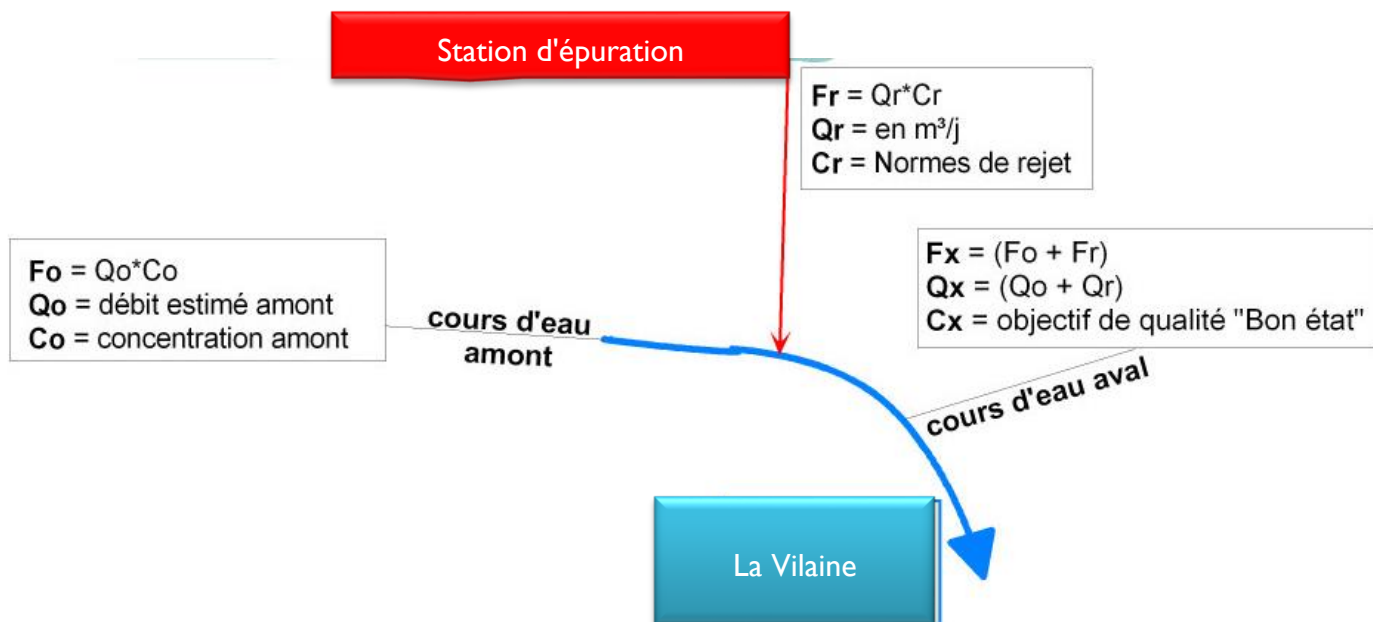 Station d'épuration
Fr = Qr*Cr
Qr = en m³/j
Cr = Normes de rejet
Fo = Qo*Co
Qo = débit estimé amont
Co = concentration amont
cours d'eau
amont
Fx = (Fo + Fr)
Qx = (Qo + Qr)
Cx = objectif de qualité "Bon état"
cours d'eau aval
La Vilaine